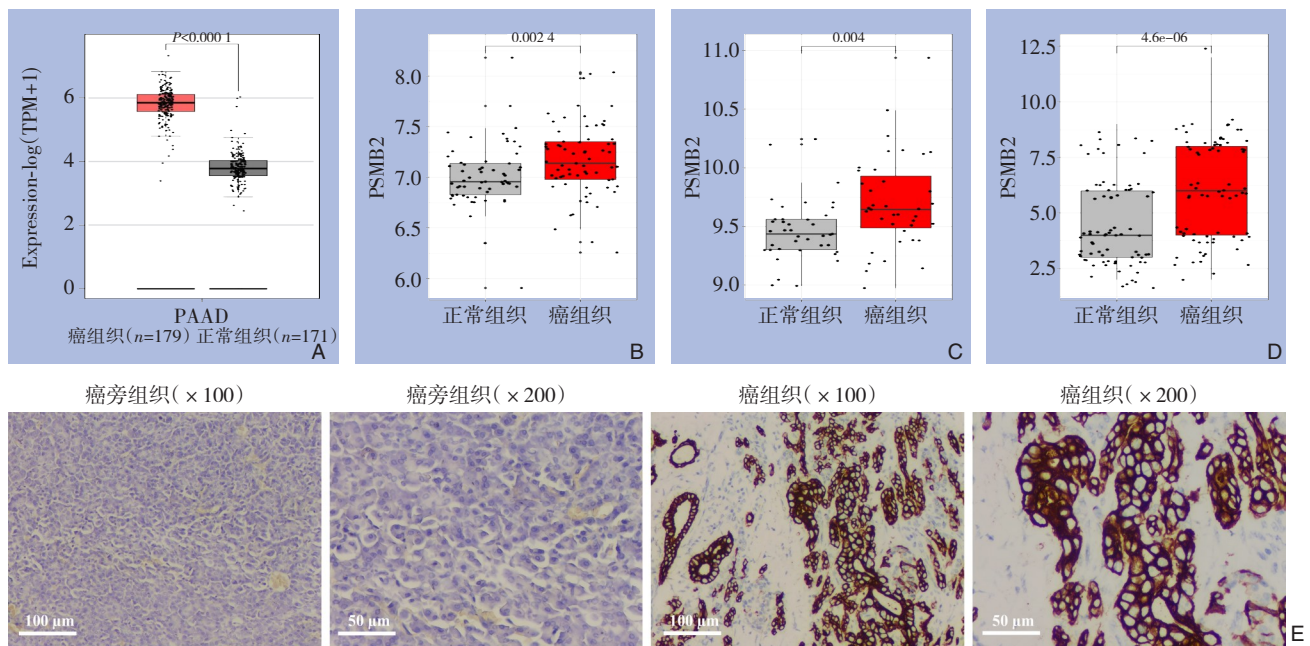 P<0.000 1
Expression-log(TPM+1)
6
4
2
0
PAAD
癌组织(n=179) 正常组织(n=171)
A
0.002 4
PSMB2
8.0
7.5
7.0
6.5
6.0
正常组织 癌组织
B
0.004
PSMB2
11.0
10.5
10.0
9.5
9.0
正常组织 癌组织
C
4.6e-06
PSMB2
12.5
10.0
7.5
5.0
2.5
正常组织 癌组织
D
癌旁组织(×100)
癌旁组织(×200)
癌组织(×100)
癌组织(×200)
100 μm
50 μm
100 μm
50 μm
E